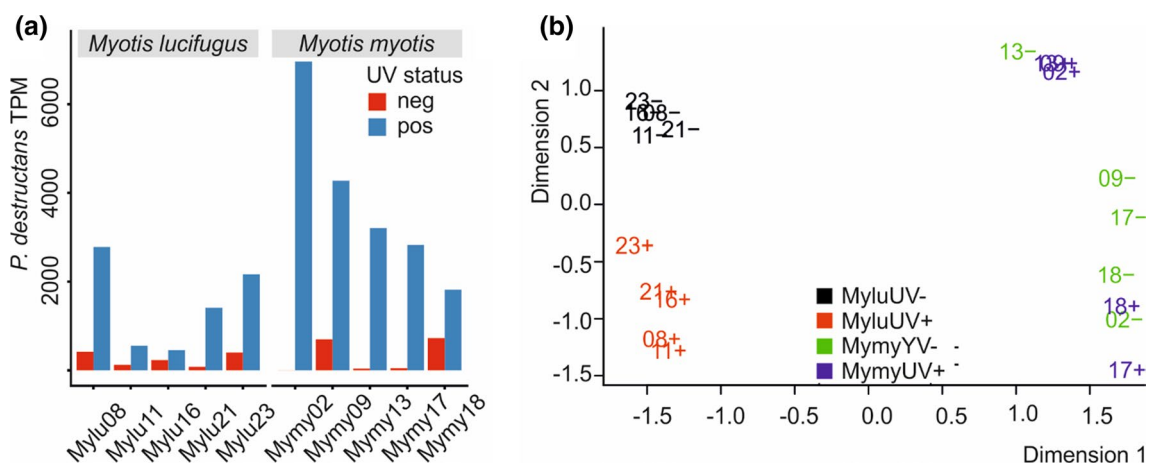 (a)
Myotis lucifugus
Myotis myotis
UV status
neg
pos
P. destructans TPM
6000
4000
2000
Mylu08
Mylu11
Mylu16
Mylu21
Mylu23
Mymy02
Mymy09
Mymy13
Mymy17
Mymy18
(b)
Dimension 2
1.0
0.5
0.0
-0.5
-1.0
-1.5
13−
02+
23−
08−
21−
11−
09−
17−
18−
18+
02−
17+
23+
21+
16+
08+
11+
MyluUV-
MyluUV+
MymyYV-
MymyUV+
-1.5
-1.0
-0.5
0.0
0.5
1.0
1.5
Dimension 1